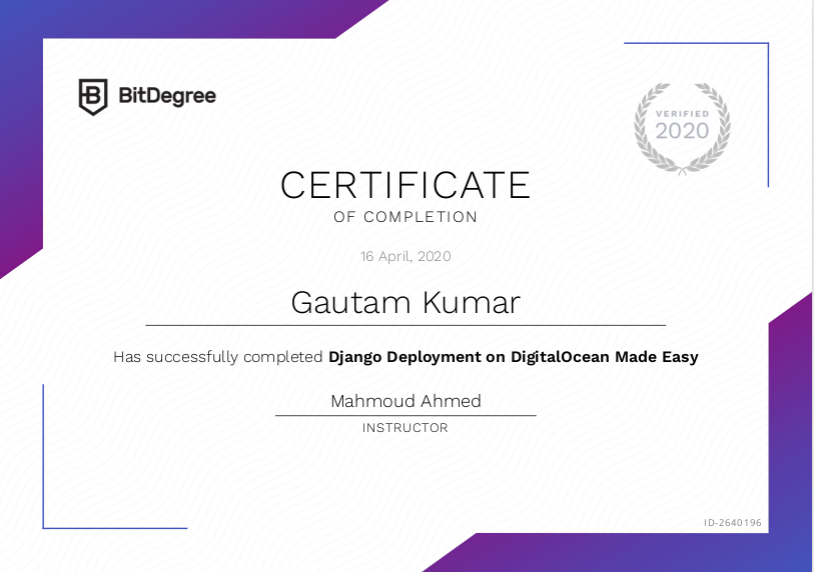 BitDegree
VERIFIED
2020
CERTIFICATE
OF COMPLETION
16 April, 2020
Gautam Kumar
Has successfully completed Django Deployment on DigitalOcean Made Easy
Mahmoud Ahmed
INSTRUCTOR
ID-2640196